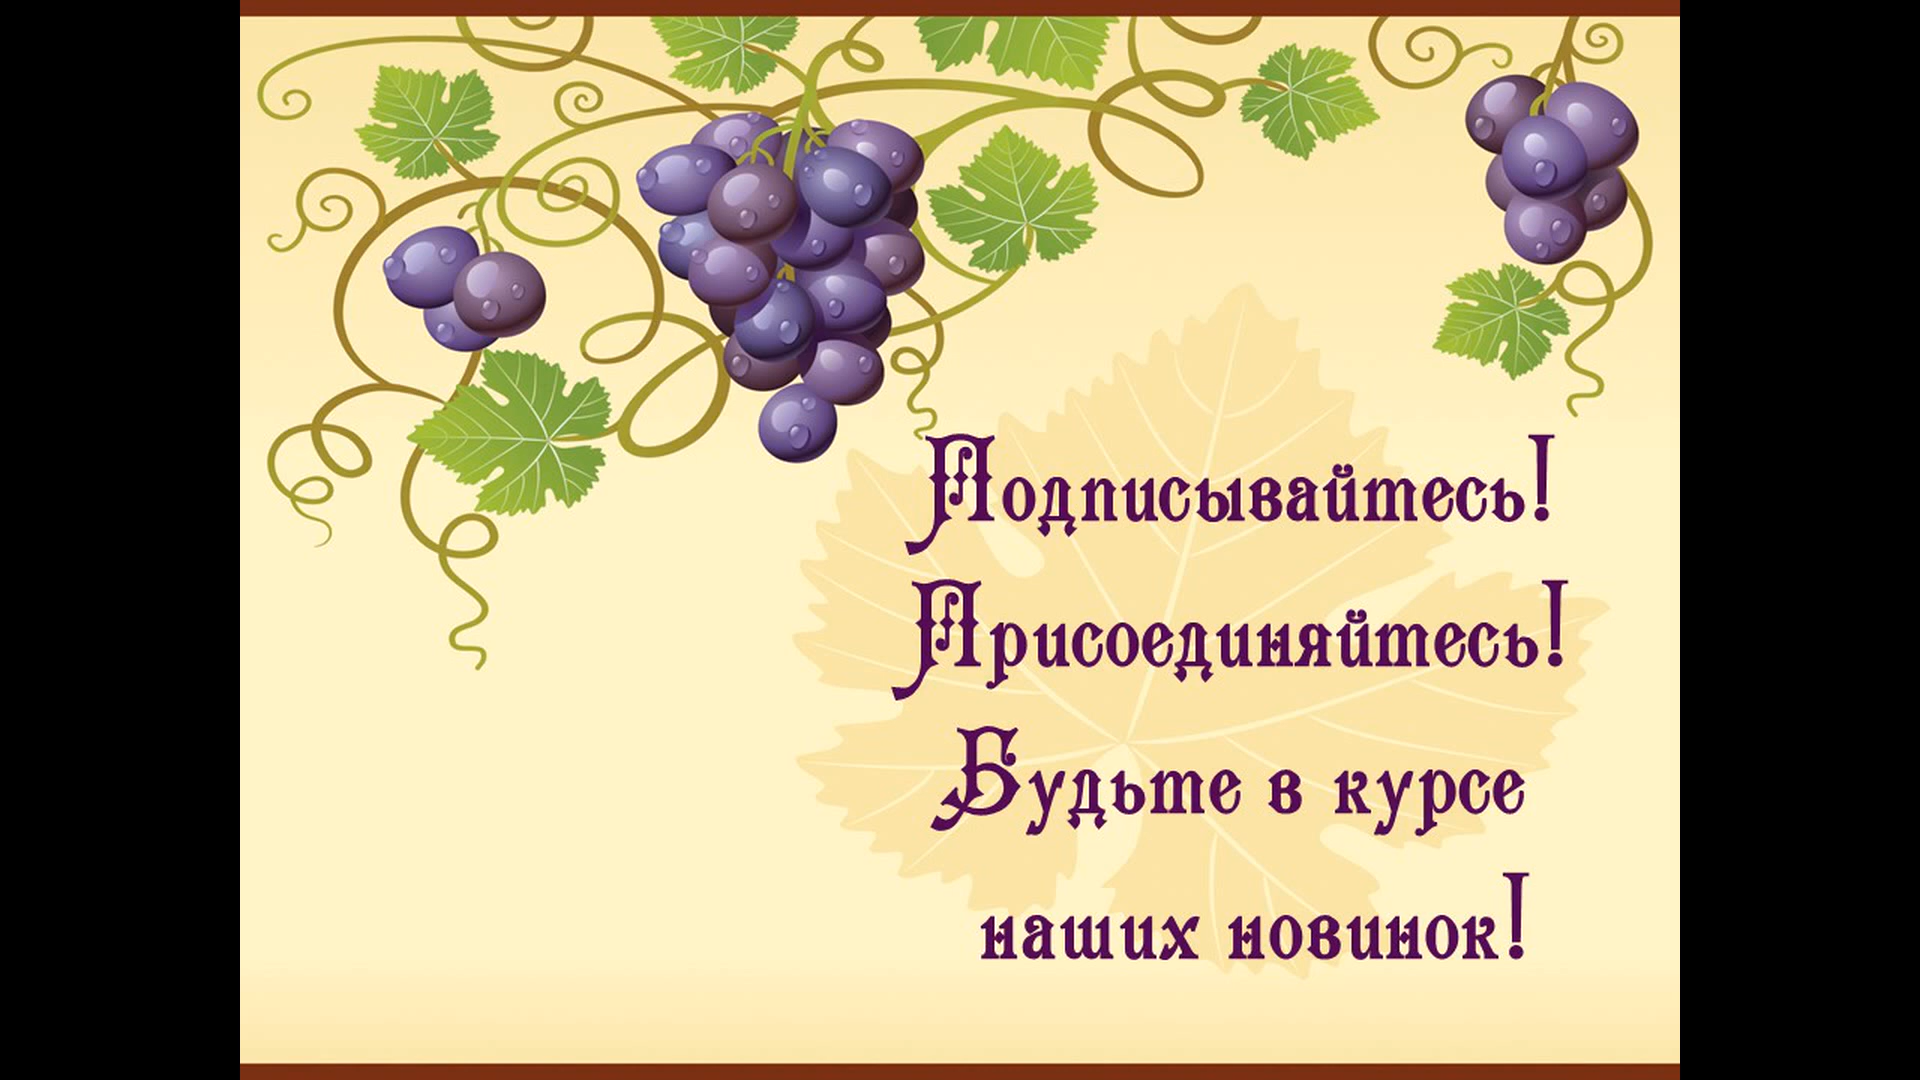 Подписывайтесь!
Присоединяйтесь!
Будьте в курсе
наших новинок!